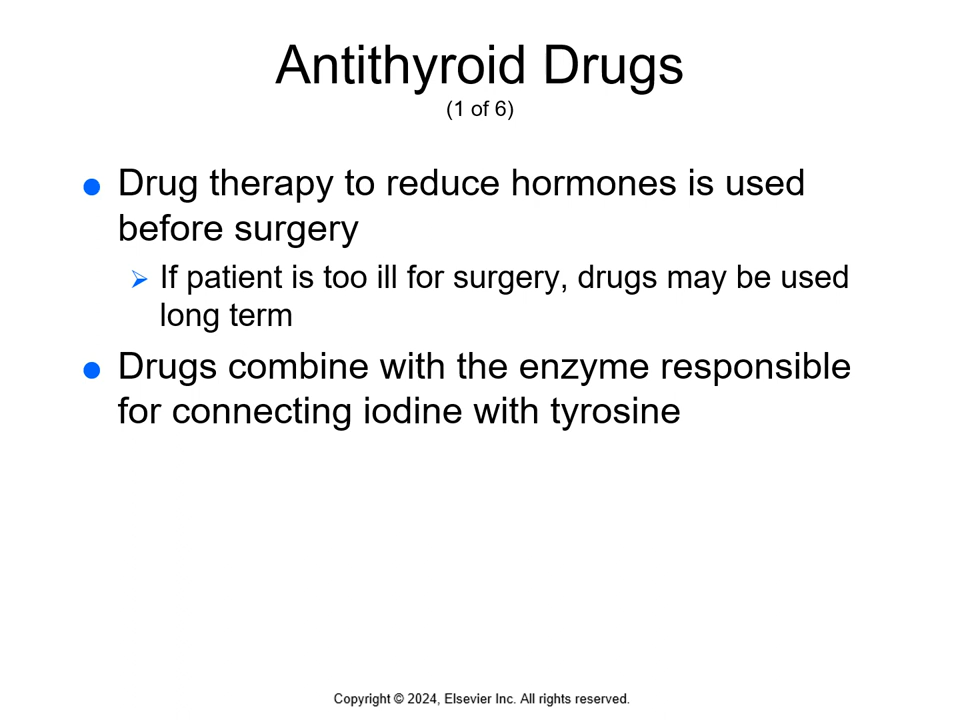 Antithyroid Drugs
(1 of 6)
Drug therapy to reduce hormones is used
before surgery
If patient is too ill for surgery, drugs may be used
long term
Drugs combine with the enzyme responsible
for connecting iodine with tyrosine
Copyright © 2024, Elsevier Inc. All rights reserved.